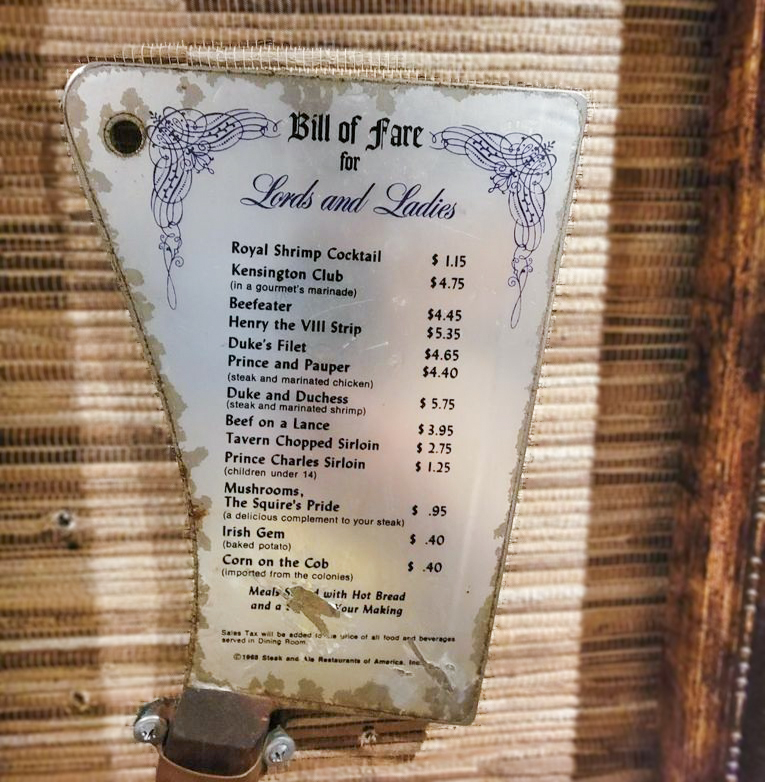 Bill of Fare
for
Lords and Ladies
Royal Shrimp Cocktail $ 1.15
Kensington Club $4.75
(in a gourmet's marinade)
Beefeater $4.45
Henry the VIII Strip $5.35
Duke's Filet $4.65
Prince and Pauper $4.40
(steak and marinated chicken)
Duke and Duchess $ 5.75
(steak and marinated shrimp)
Beef on a Lance $3.95
Tavern Chopped Sirloin $ 2.75
Prince Charles Sirloin $ 1.25
(children under 14)
Mushrooms,
The Squire's Pride $ .95
(a delicious complement to your steak)
Irish Gem $ .40
(baked potato)
Corn on the Cob $ .40
(imported from the colonies)
Meals with Hot Bread
and a Your Making
Sales Tax will be added price of all food and beverages
served in Dining Room.
©1968 Steak and Ale Restaurants of America, Inc.